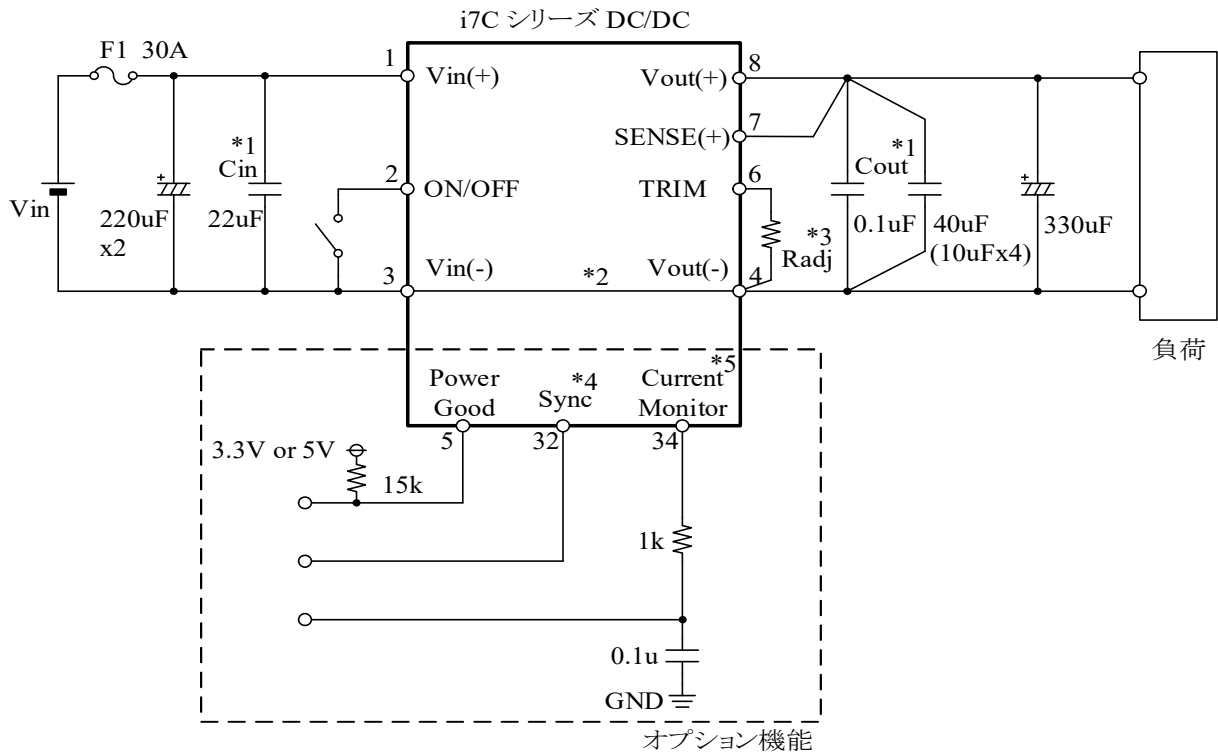 i7C シリーズ DC/DC
F1 30A
1
Vin(+)
Vout(+)
8
SENSE(+)
7
*1
Cin
22uF
2
ON/OFF
TRIM
6
*3
Radj
*1
Cout
0.1uF
40uF
(10uFx4)
330uF
Vin
220uF
x2
3
Vin(-)
*2
Vout(-)
4
負荷
Power
Good
*4
Sync
*5
Current
Monitor
5
32
34
3.3V or 5V
15k
1k
0.1u
GND
オプション機能